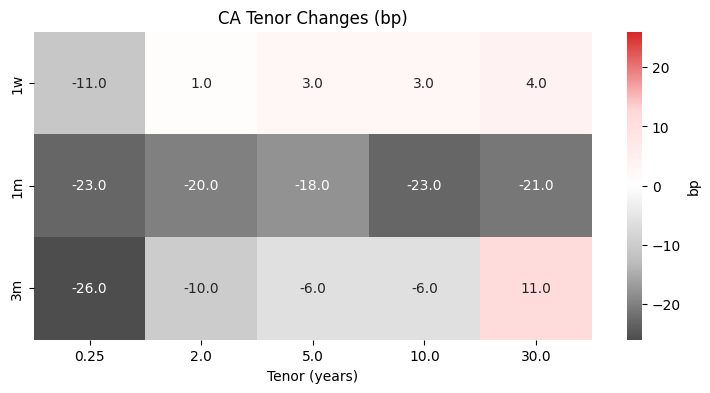 CA Tenor Changes (bp)
1w
-11.0 1.0 3.0 3.0 4.0
1m
-23.0 -20.0 -18.0 -23.0 -21.0
3m
-26.0 -10.0 -6.0 -6.0 11.0
0.25 2.0 5.0 10.0 30.0
Tenor (years)
20
10
0
−10
−20
bp